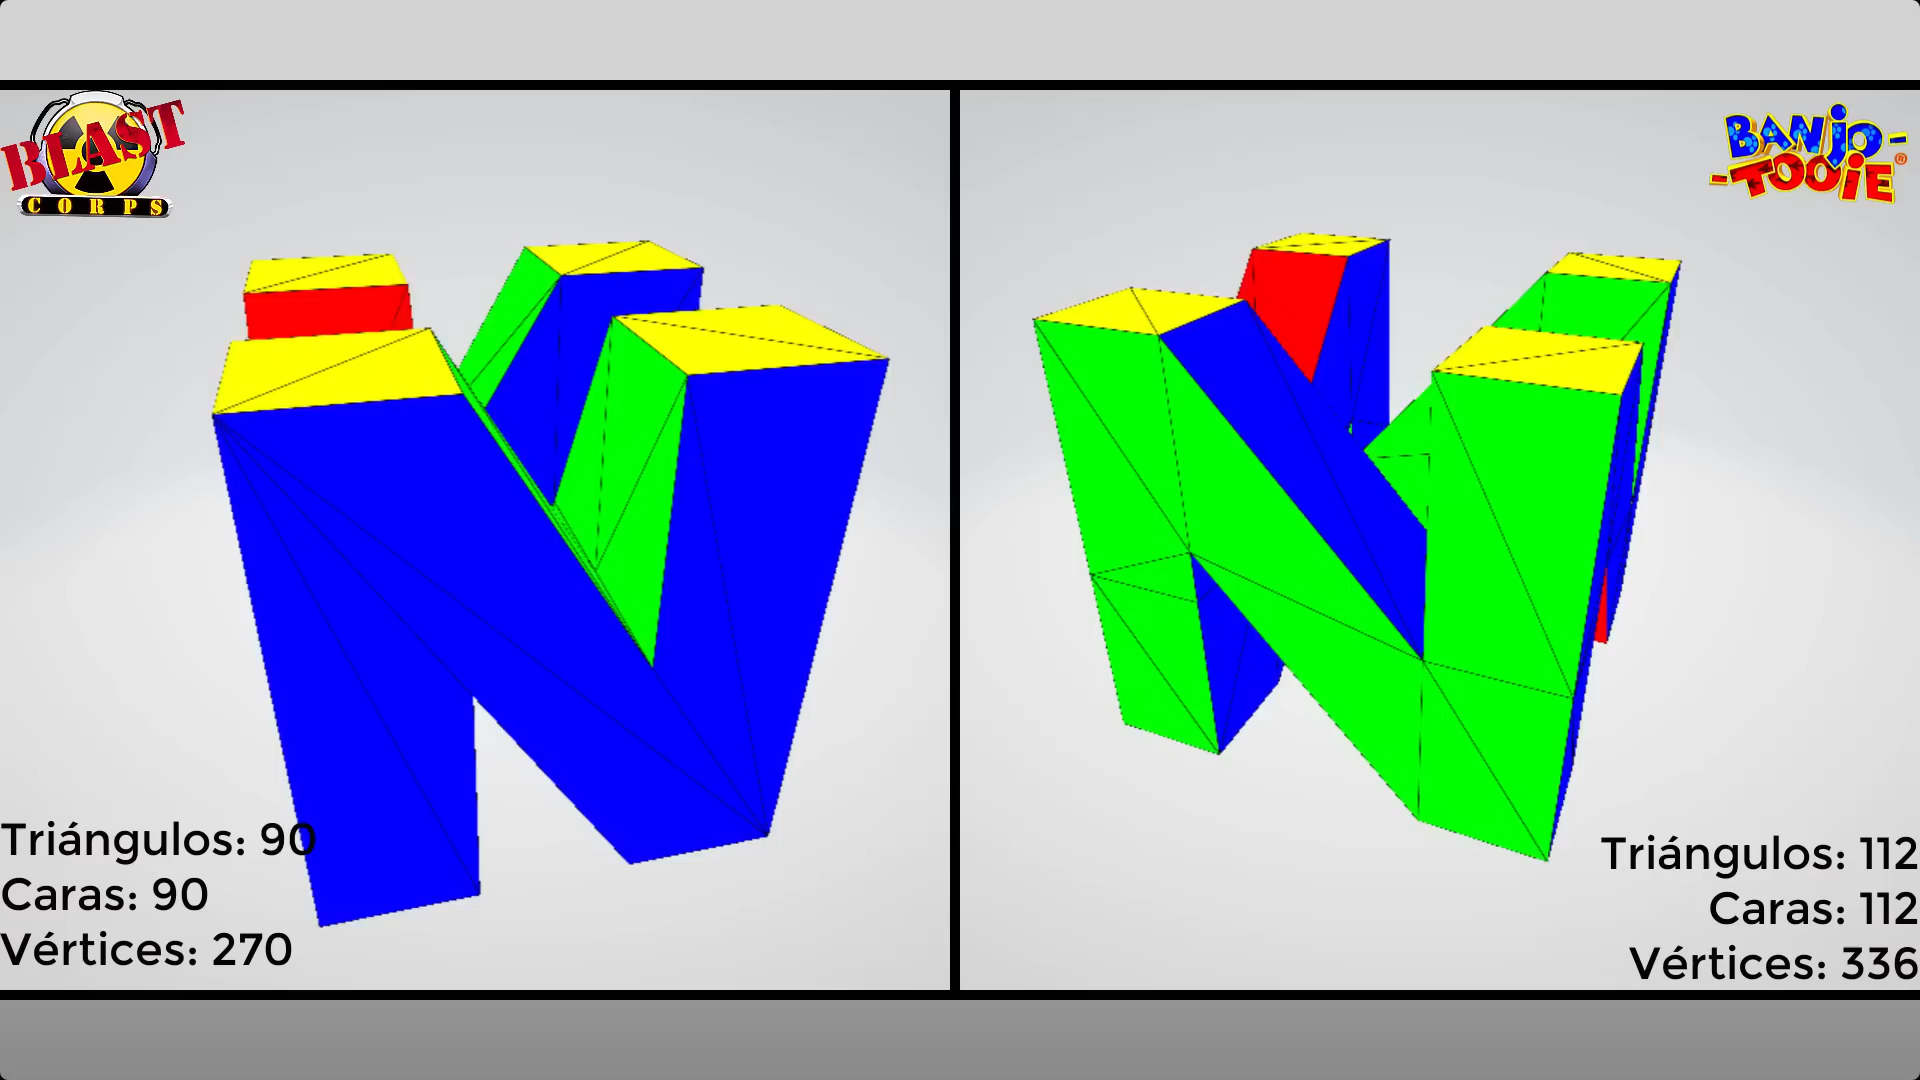 BLAST
CORPS
BANJO-
-TOOIE®
Triángulos: 90
Caras: 90
Vértices: 270
Triángulos: 112
Caras: 112
Vértices: 336